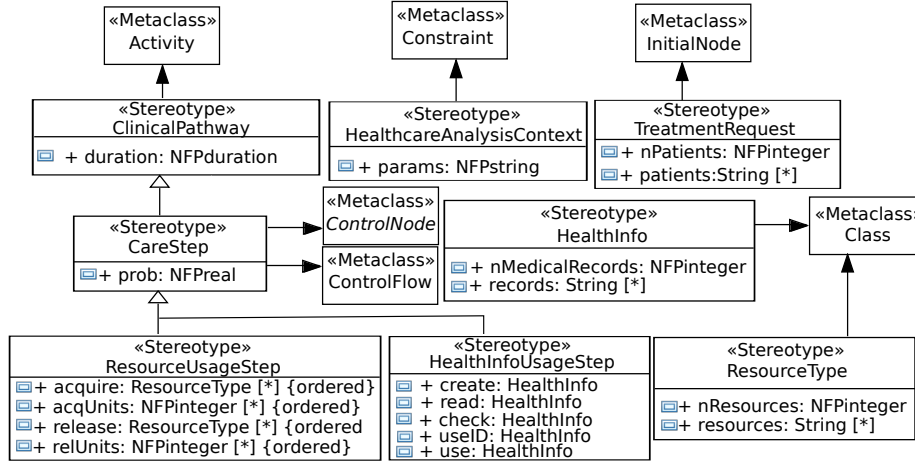 «Metaclass»
Activity
«Metaclass»
Constraint
«Metaclass»
InitialNode
«Stereotype»
ClinicalPathway
+ duration: NFPduration
«Stereotype»
HealthcareAnalysisContext
+ params: NFPstring
«Stereotype»
TreatmentRequest
+ nPatients: NFPinteger
+ patients:String [*]
«Stereotype»
CareStep
+ prob: NFPreal
«Metaclass»
ControlNode
«Metaclass»
ControlFlow
«Stereotype»
HealthInfo
+ nMedicalRecords: NFPinteger
+ records: String [*]
«Metaclass»
Class
«Stereotype»
ResourceUsageStep
+ acquire: ResourceType [*] {ordered}
+ acqUnits: NFPinteger [*] {ordered}
+ release: ResourceType [*] {ordered
+ relUnits: NFPinteger [*] {ordered}
«Stereotype»
HealthInfoUsageStep
+ create: HealthInfo
+ read: HealthInfo
+ check: HealthInfo
+ useID: HealthInfo
+ use: HealthInfo
«Stereotype»
ResourceType
+ nResources: NFPinteger
+ resources: String [*]